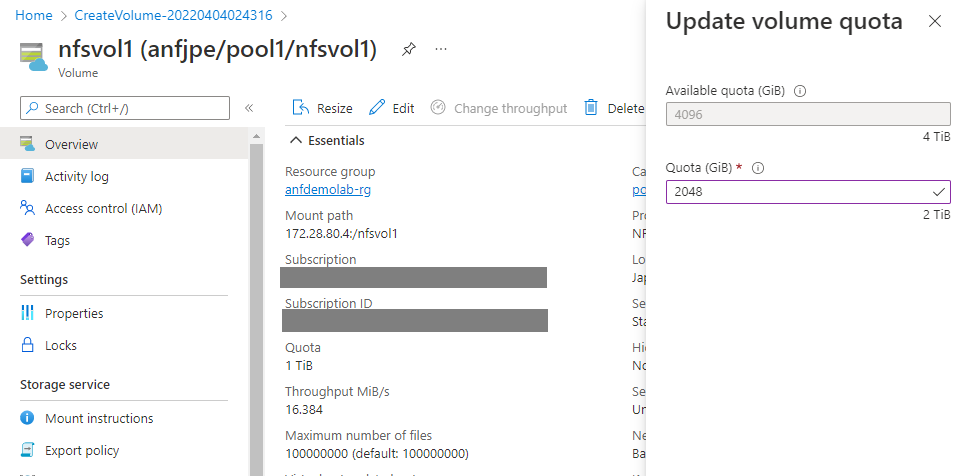 Home > CreateVolume-20220404024316 >
nfsvol1 (anfjpe/pool1/nfsvol1)
...
Volume
Search (Ctrl+/)
«
Overview
Activity log
Access control (IAM)
Tags
Settings
Properties
Locks
Storage service
Mount instructions
Export policy
Resize Edit Change throughput Delete
Essentials
Resource group
anfdemolab-rg
Mount path
172.28.80.4:/nfsvol1
Subscription
Subscription ID
Quota
1 TiB
Throughput MiB/s
16.384
Maximum number of files
100000000 (default: 100000000)
Ca
po
Pr
NF
Lo
Jap
Se
Sta
Hi
No
Se
Un
Ne
Ba
Update volume quota
Available quota (GiB)
4096
4 TiB
Quota (GiB) *
2048
2 TiB